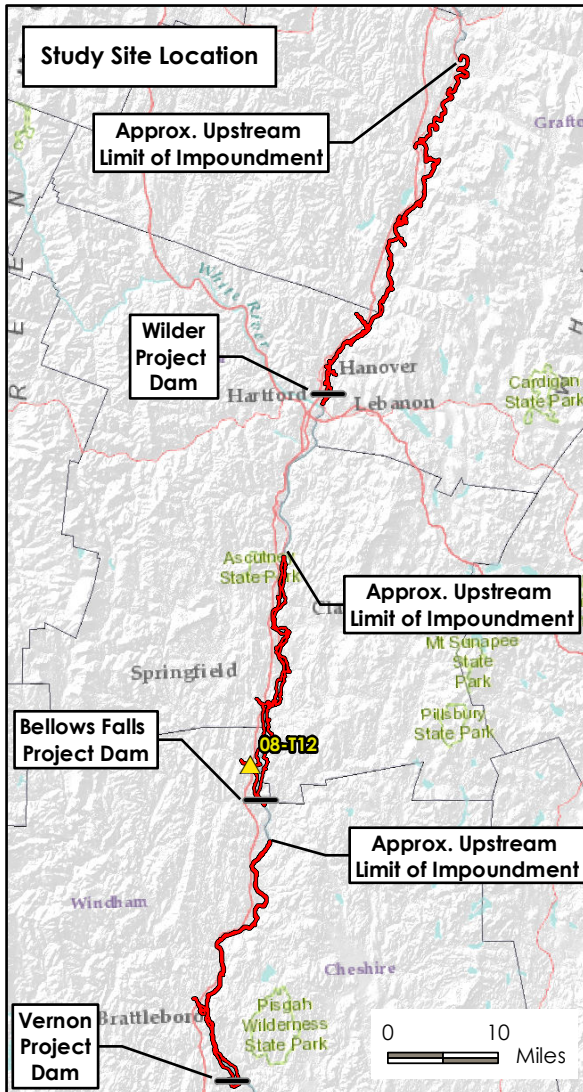 Study Site Location
Approx. Upstream
Limit of Impoundment
Grafto
White River
Wilder
Project
Dam
Hanover
Hartford
Lebanon
Cardigan
State Park
Ascutney
State Park
Approx. Upstream
Limit of Impoundment
Mt Sunapee
State
Park
Springfield
Pillsbury
State Park
Bellows Falls
Project Dam
08-T12
Approx. Upstream
Limit of Impoundment
Windham
Cheshire
Vernon
Project
Dam
Brattleboro
Pisgah
Wilderness
State Park
0
10
Miles